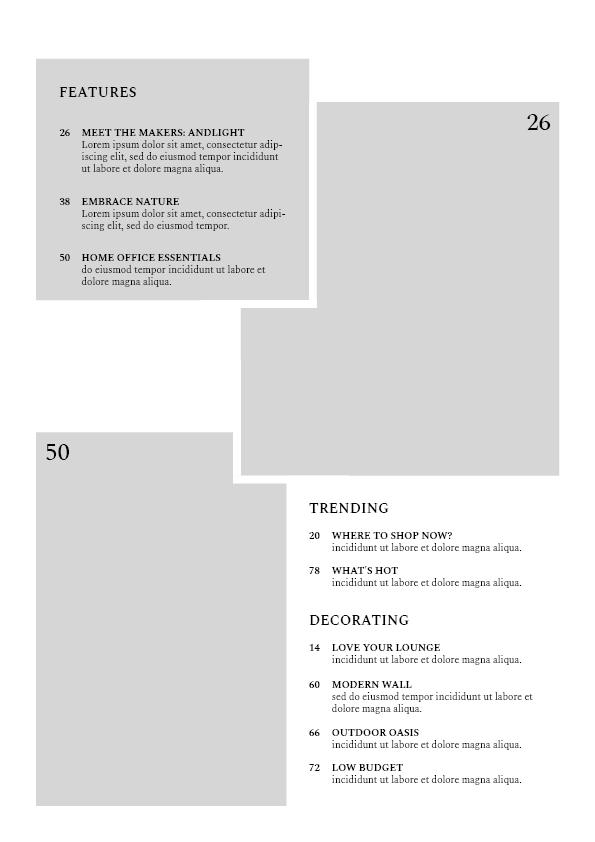 FEATURES
26 MEET THE MAKERS: ANDLIGHT
Lorem ipsum dolor sit amet, consectetur adip-
iscing elit, sed do eiusmod tempor incididunt
ut labore et dolore magna aliqua.
38 EMBRACE NATURE
Lorem ipsum dolor sit amet, consectetur adipi-
scing elit, sed do eiusmod tempor.
50 HOME OFFICE ESSENTIALS
do eiusmod tempor incididunt ut labore et
dolore magna aliqua.
26
50
TRENDING
20 WHERE TO SHOP NOW?
incididunt ut labore et dolore magna aliqua.
78 WHAT'S HOT
incididunt ut labore et dolore magna aliqua.
DECORATING
14 LOVE YOUR LOUNGE
incididunt ut labore et dolore magna aliqua.
60 MODERN WALL
sed do eiusmod tempor incididunt ut labore et
dolore magna aliqua.
66 OUTDOOR OASIS
incididunt ut labore et dolore magna aliqua.
72 LOW BUDGET
incididunt ut labore et dolore magna aliqua.